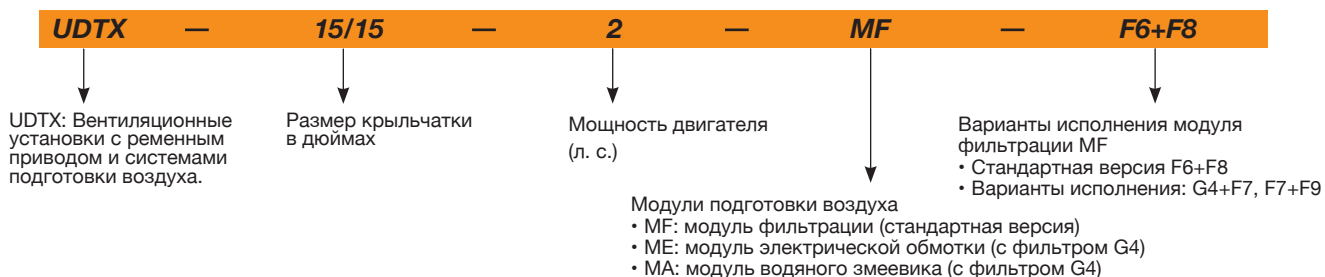 UDTX — 15/15 — 2 — MF — F6+F8
UDTX: Вентиляционные
установки с ременным
приводом и системами
подготовки воздуха.
Размер крыльчатки
в дюймах
Мощность двигателя
(л. с.)
Модули подготовки воздуха
• MF: модуль фильтрации (стандартная версия)
• ME: модуль электрической обмотки (с фильтром G4)
• MA: модуль водяного змеевика (с фильтром G4)
Варианты исполнения модуля
фильтрации MF
• Стандартная версия F6+F8
• Варианты исполнения: G4+F7, F7+F9